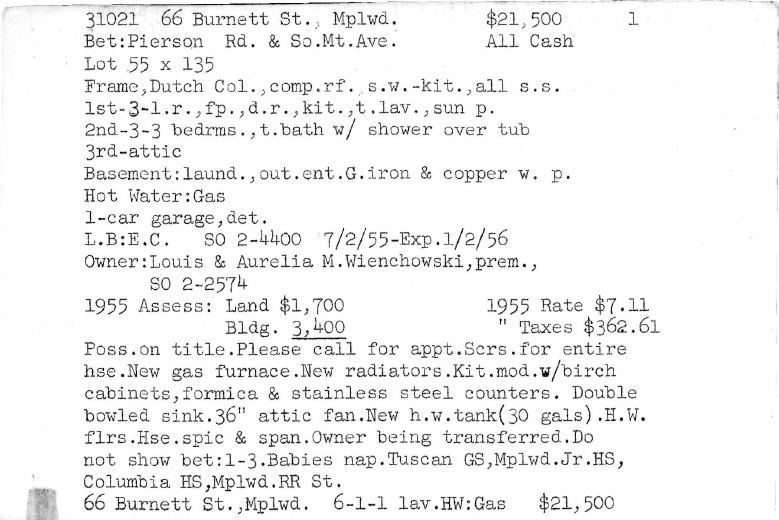 31021 66 Burnett St., Mplwd. $21,500 1
Bet:Pierson Rd. & So.Mt.Ave. All Cash
Lot 55 x 135
Frame,Dutch Col.,comp.rf. s.w.-kit.,all s.s.
1st-3-l.r.,fp.,d.r.,kit.,t.lav.,sun p.
2nd-3-3 bedrms.,t.bath w/ shower over tub
3rd-attic
Basement:laund.,out.ent.G.iron & copper w. p.
Hot Water:Gas
1-car garage,det.
L.B:E.C. SO 2-4400 7/2/55-Exp.1/2/56
Owner:Louis & Aurelia M.Wienchowski,prem.,
SO 2-2574
1955 Assess: Land $1,700 1955 Rate $7.11
Bldg. 3,400 " Taxes $362.61
Poss.on title.Please call for appt.Scrs.for entire
hse.New gas furnace.New radiators.Kit.mod.w/birch
cabinets,formica & stainless steel counters. Double
bowled sink.36" attic fan.New h.w.tank(30 gals).H.W.
flrs.Hse.spic & span.Owner being transferred.Do
not show bet:1-3.Babies nap.Tuscan GS,Mplwd.Jr.HS,
Columbia HS,Mplwd.RR St.
66 Burnett St.,Mplwd. 6-1-1 lav.HW:Gas $21,500